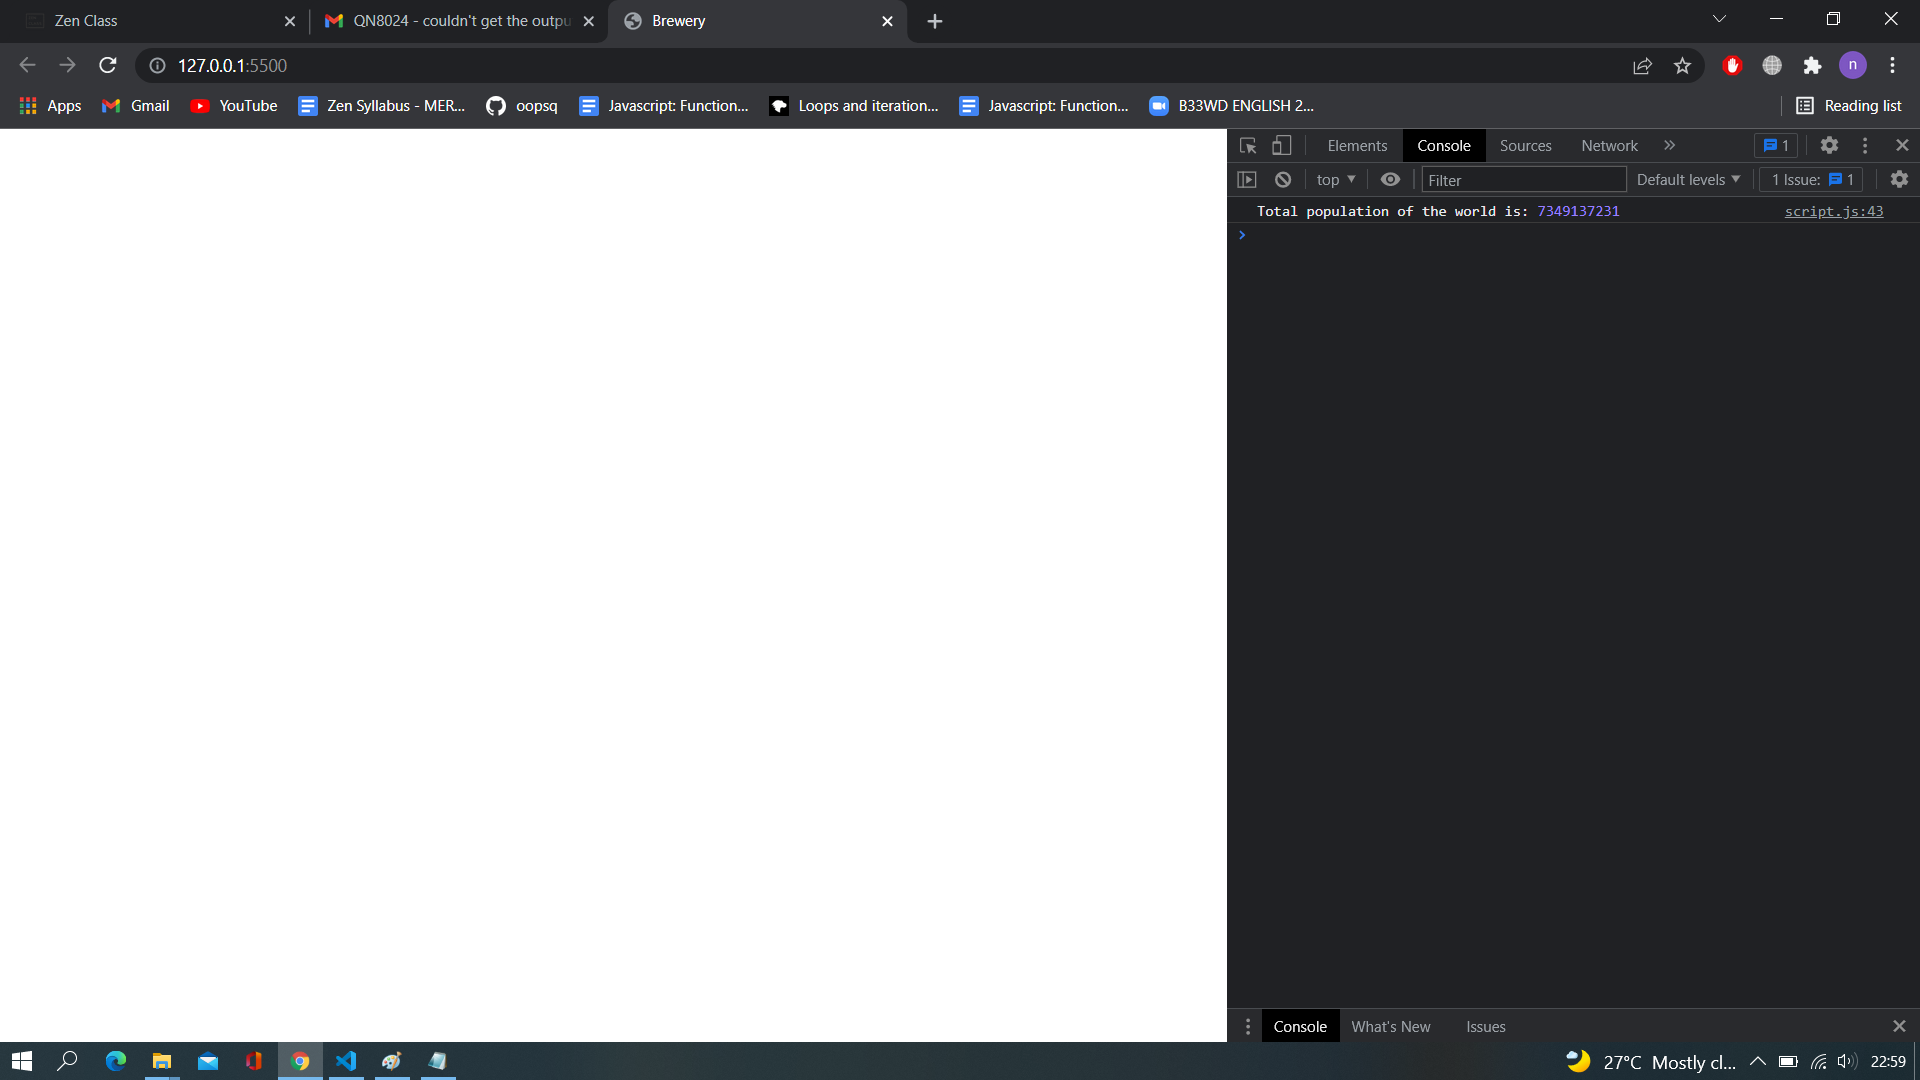 Zen Class
QN8024 - couldn't get the outpu
Brewery
127.0.0.1:5500
n
Apps
Gmail
YouTube
Zen Syllabus - MER...
oopsq
Javascript: Function...
Loops and iteration...
Javascript: Function...
B33WD ENGLISH 2...
Reading list
Elements
Console
Sources
Network
1
top
Filter
Default levels
1 Issue: 1
Total population of the world is: 7349137231
script.js:43
Console
What's New
Issues
27°C Mostly cl...
22:59